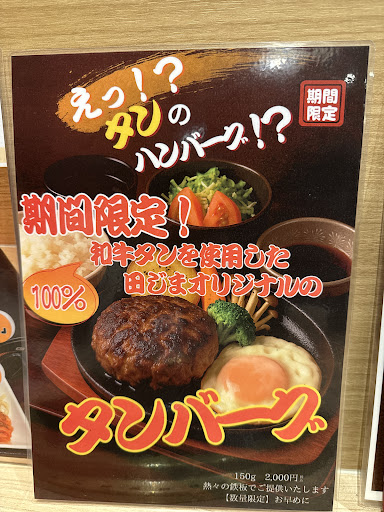 えっ!?
タンの
ハンバーグ!?
期間
限定
期間限定!
和牛タンを使用した
100%
田じまオリジナルの
タンバーグ
150g 2,000円!!
熱々の鉄板でご提供いたします
【数量限定】お早めに